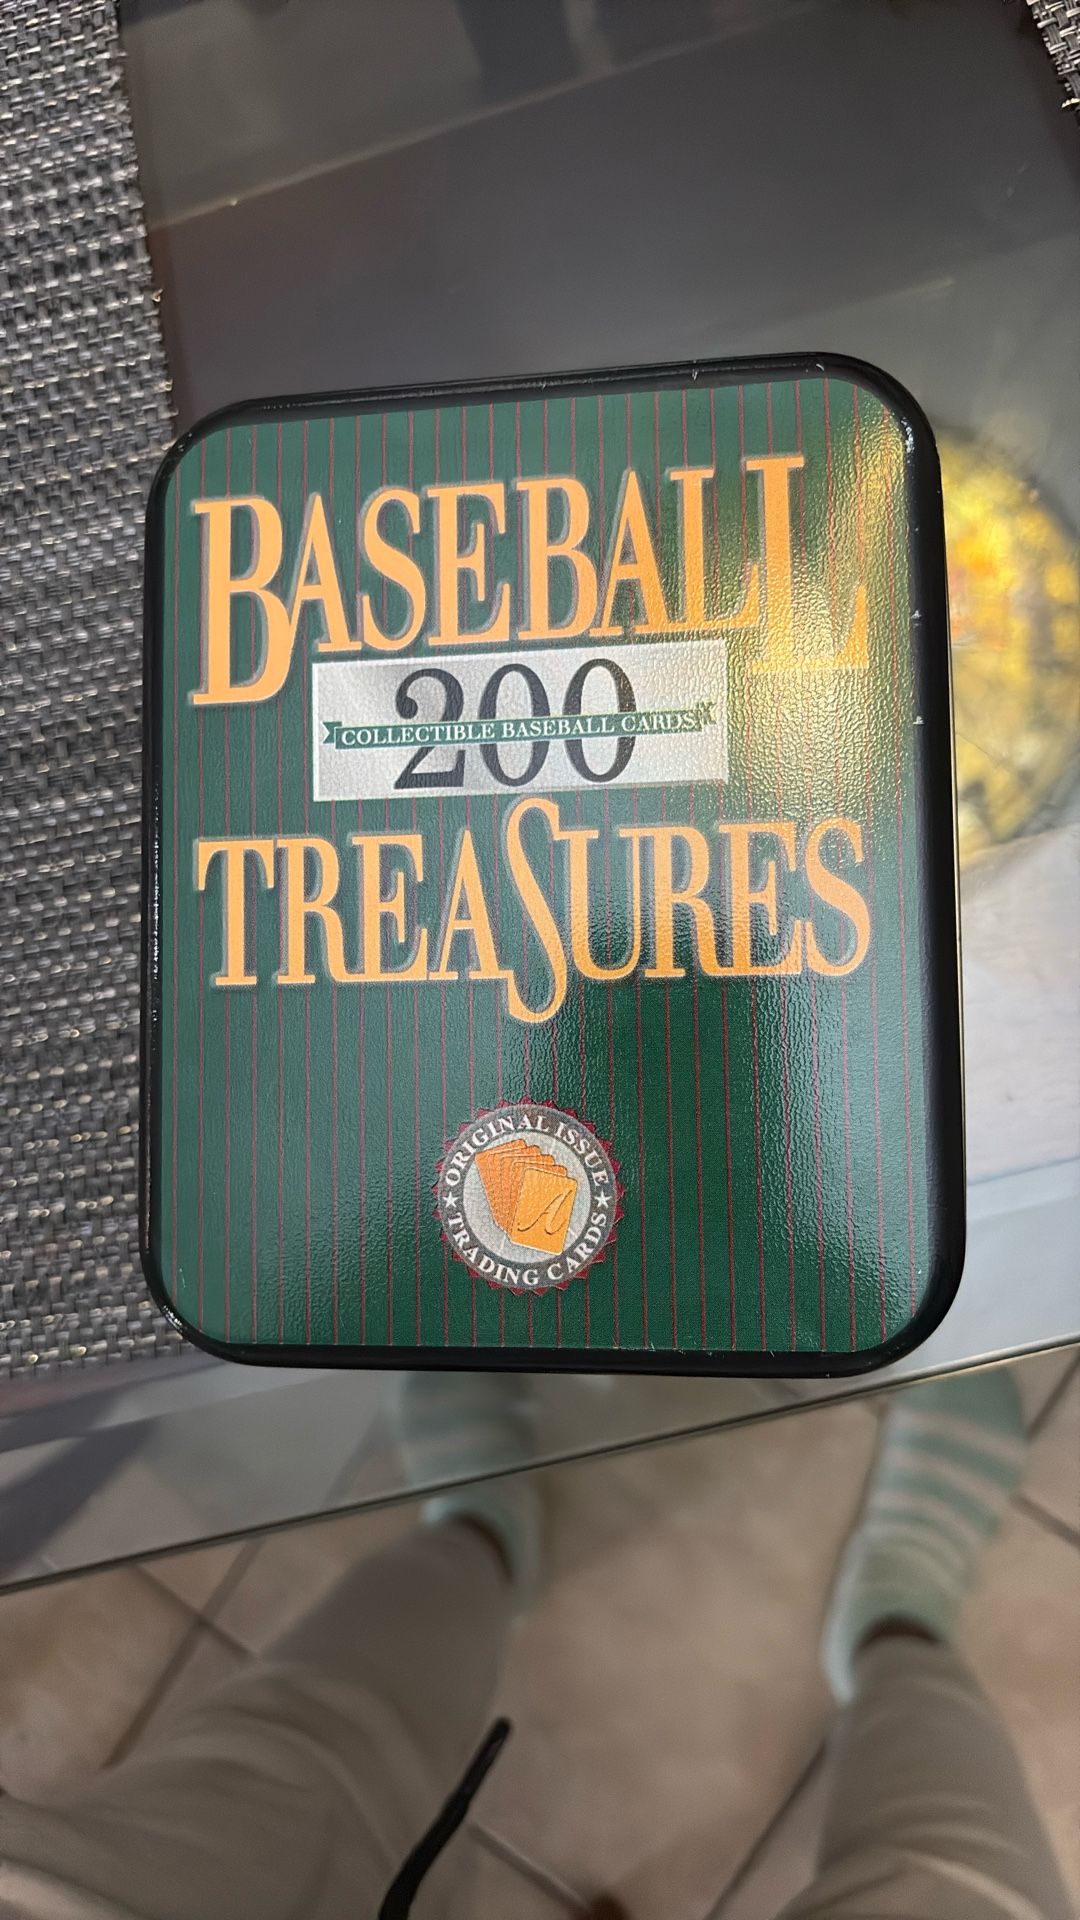 BASEBALL
200
COLLECTIBLE BASEBALL CARDS
TREASURES
ORIGINAL ISSUE
A
TRADING CARDS